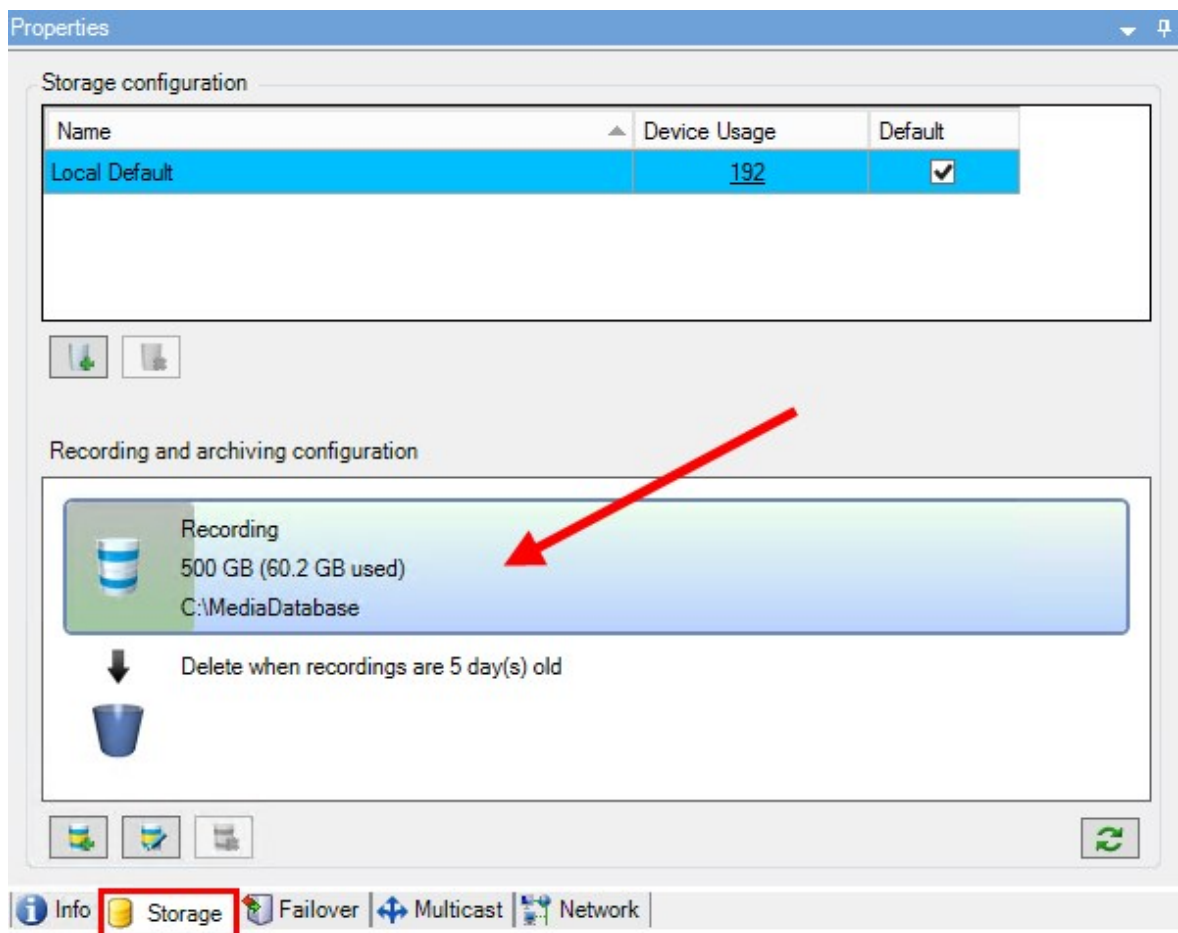 Properties
Storage configuration
Name Device Usage Default
Local Default 192
Recording and archiving configuration
Recording
500 GB (60.2 GB used)
C:\MediaDatabase
Delete when recordings are 5 day(s) old
Info Storage Failover Multicast Network